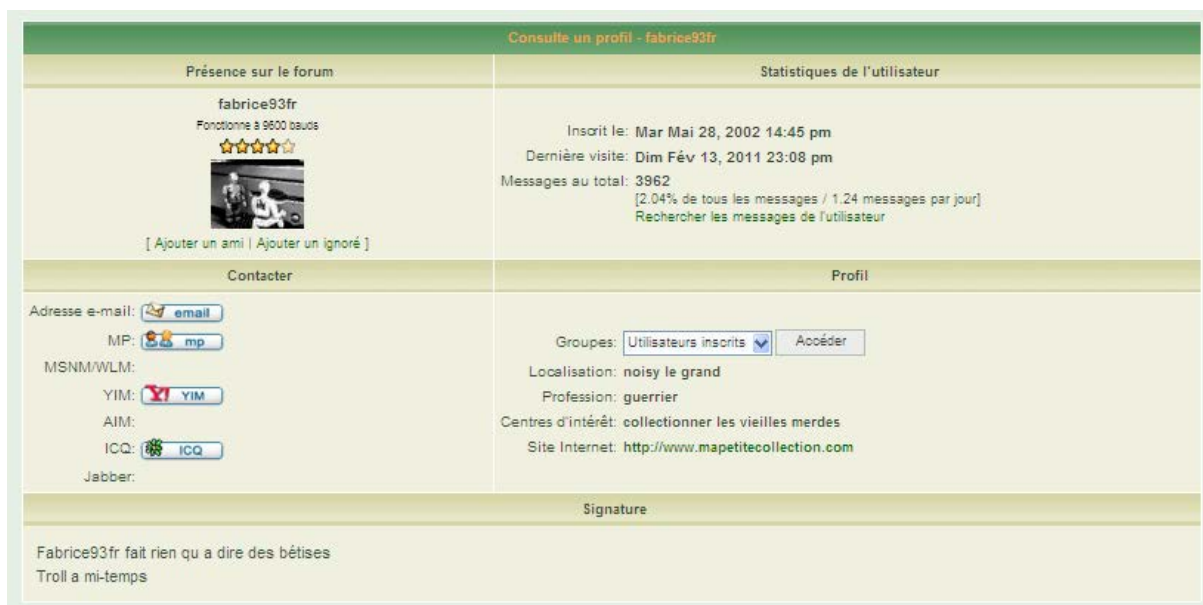 Consulte un profil - fabrice93fr
Présence sur le forum
Statistiques de l'utilisateur
fabrice93fr
Fonctionne à 9600 bauds
[ Ajouter un ami | Ajouter un ignoré ]
Inscrit le: Mar Mai 28, 2002 14:45 pm
Dernière visite: Dim Fév 13, 2011 23:08 pm
Messages au total: 3962
[2.04% de tous les messages / 1.24 messages par jour]
Rechercher les messages de l'utilisateur
Contacter
Profil
Adresse e-mail: email
MP: mp
MSNM/WLM:
YIM: Y! YIM
AIM:
ICQ: ICQ
Jabber:
Groupes: Utilisateurs inscrits Accéder
Localisation: noisy le grand
Profession: guerrier
Centres d'intérêt: collectionner les vieilles merdes
Site Internet: http://www.mapetitecollection.com
Signature
Fabrice93fr fait rien qu a dire des bétises
Troll a mi-temps